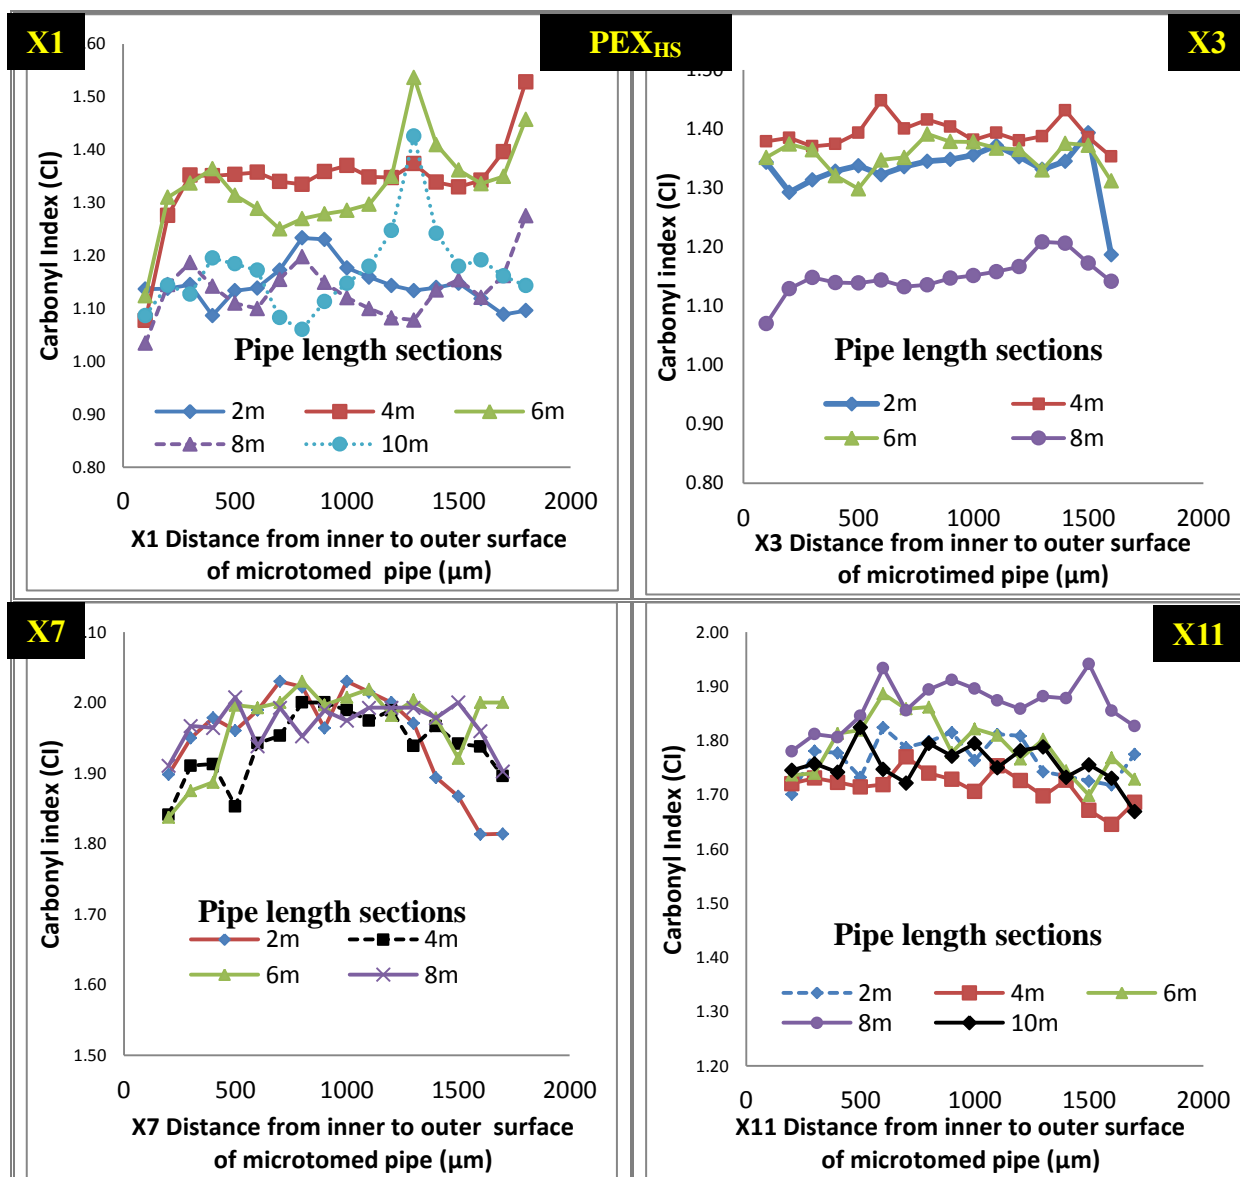 X1
PEXHS
X3
.60
1.50
1.40
1.30
1.20
1.10
1.00
0.90
0.80
Carbonyl Index (CI)
Pipe length sections
2m 4m 6m
8m 10m
0 500 1000 1500 2000
X1 Distance from inner to outer surface
of microtomed pipe (µm)
1.50
1.40
1.30
1.20
1.10
1.00
0.90
0.80
Carbonyl index (CI)
Pipe length sections
2m 4m
6m 8m
0 500 1000 1500 2000
X3 Distance from inner to outer surface
of microtimed pipe (µm)
X7
.10
2.00
1.90
1.80
1.70
1.60
1.50
Carbonyl Index (CI)
Pipe length sections
2m 4m
6m 8m
0 500 1000 1500 2000
X7 Distance from inner to outer surface
of microtomed pipe (µm)
X11
2.00
1.90
1.80
1.70
1.60
1.50
1.40
1.30
1.20
Carbonyl Index (CI)
Pipe length sections
2m 4m 6m
8m 10m
0 500 1000 1500 2000
X11 Distance from inner to outer surface
of microtomed pipe (µm)